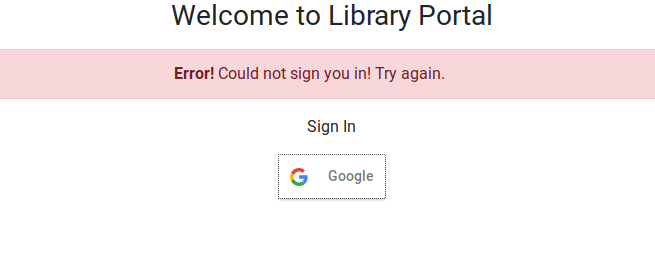 Welcome to Library Portal
Error! Could not sign you in! Try again.
Sign In
Google